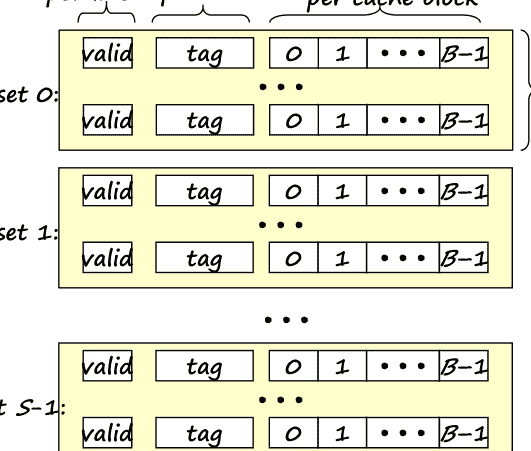 per cache block
valid tag 0 1 • • • B–1
set 0:
• • •
valid tag 0 1 • • • B–1
valid tag 0 1 • • • B–1
set 1:
• • •
valid tag 0 1 • • • B–1
• • •
valid tag 0 1 • • • B–1
t S-1:
• • •
valid tag 0 1 • • • B–1